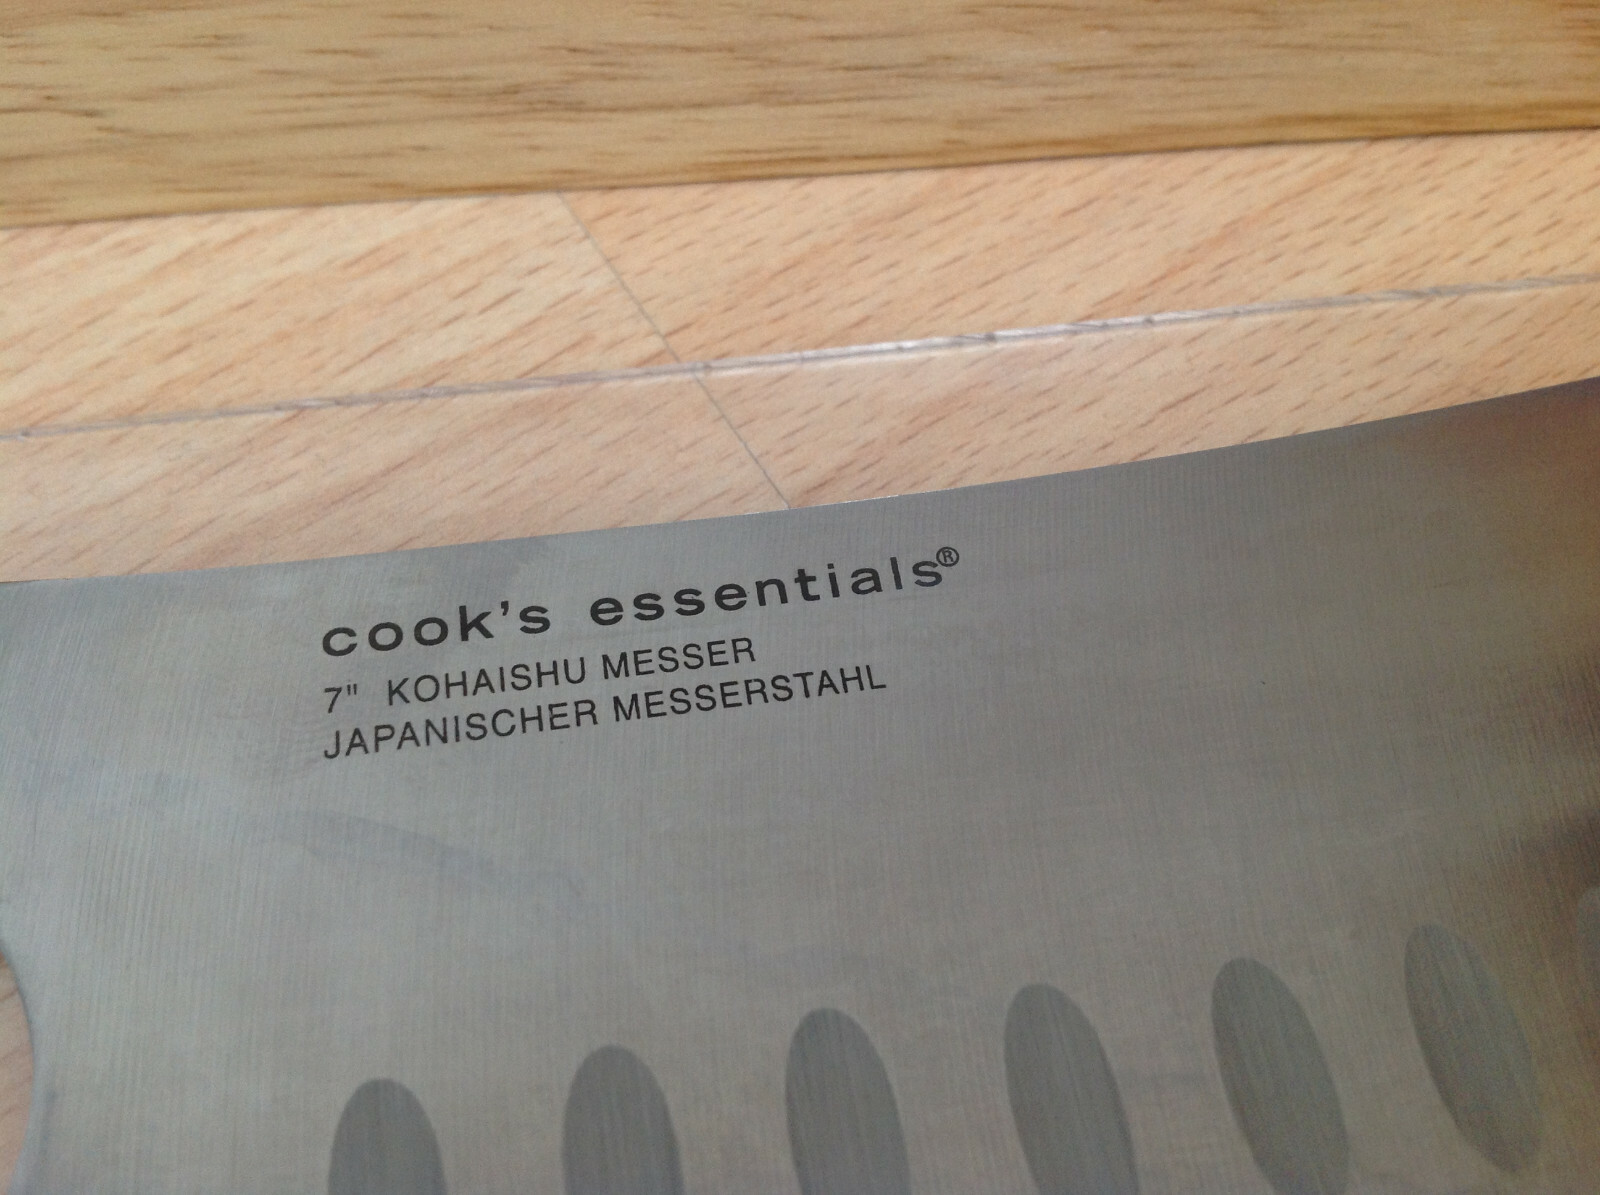 cook's essentials®
7" KOHAISHU MESSER
JAPANISCHER MESSERSTAHL